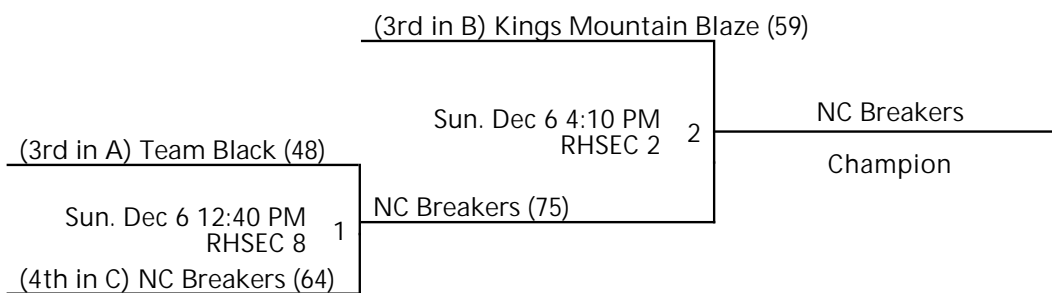 (3rd in B) Kings Mountain Blaze (59)
Sun. Dec 6 4:10 PM
RHSEC 2
2
NC Breakers
Champion
(3rd in A) Team Black (48)
Sun. Dec 6 12:40 PM
RHSEC 8
1
NC Breakers (75)
(4th in C) NC Breakers (64)